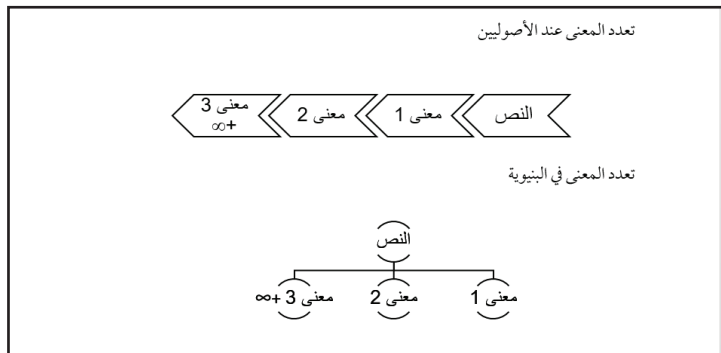 تعدد المعنى عند الأصوليين
النص
معنى 1
معنى 2
معنى 3
+∞
تعدد المعنى في البنيوية
النص
معنى 1
معنى 2
معنى 3 +∞